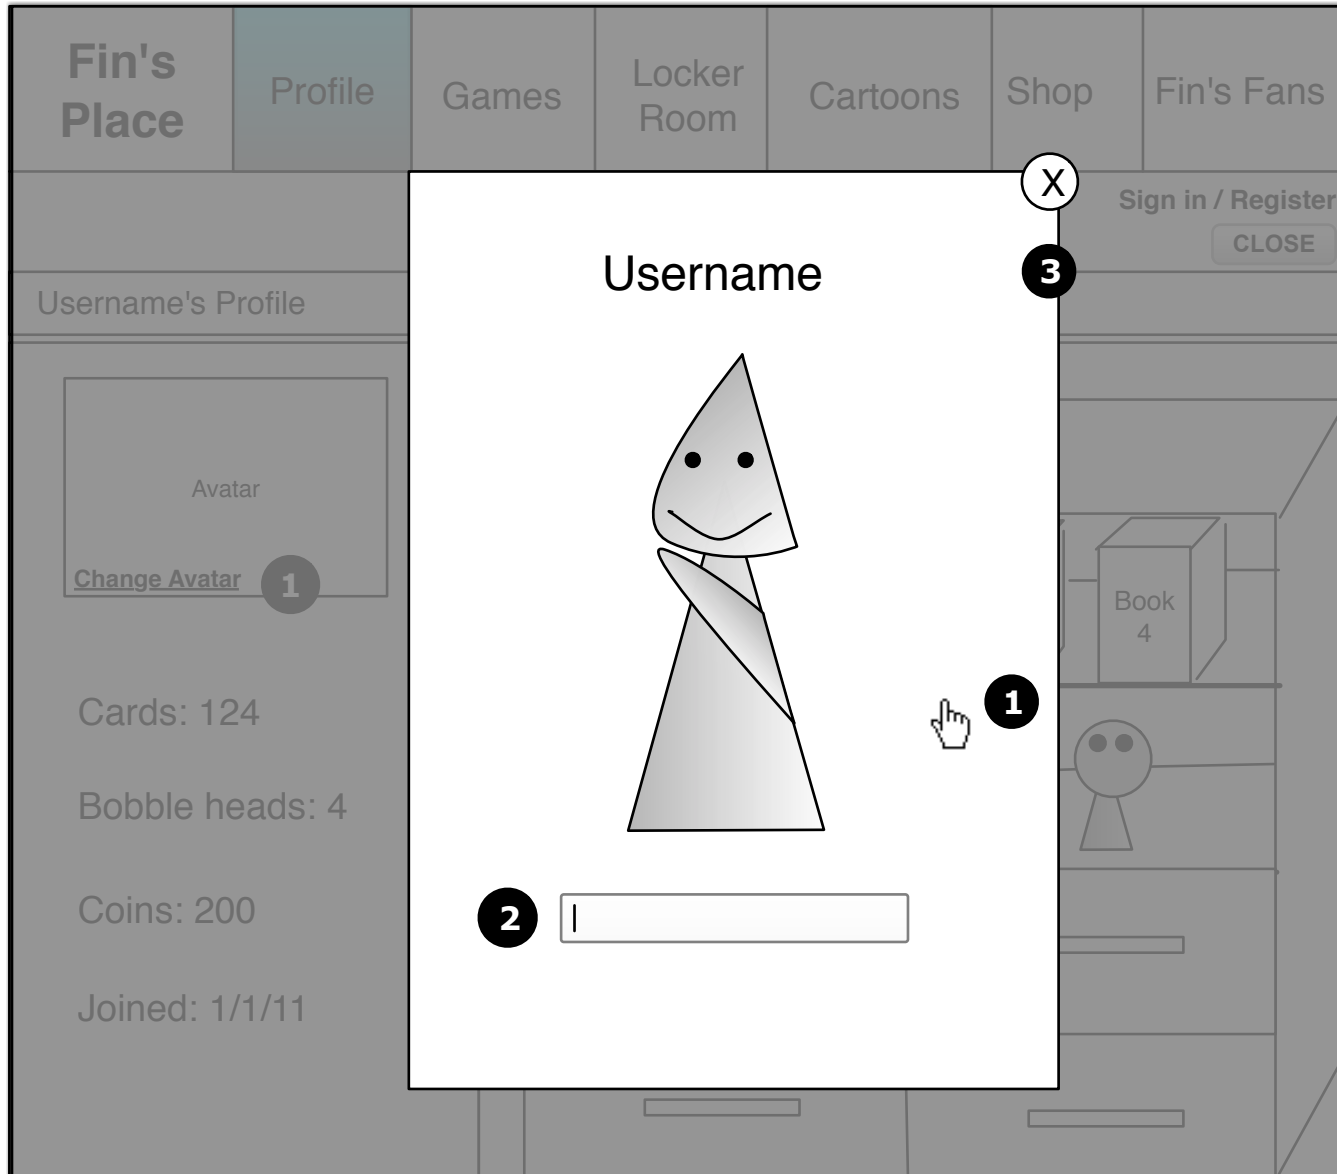 Fin's
Place
Profile
Games
Locker
Room
Cartoons
Shop
Fin's Fans
X
Sign in / Register
CLOSE
Username
3
Username's Profile
Avatar
Change Avatar
1
Book
4
Cards: 124
1
Bobble heads: 4
Coins: 200
2
Joined: 1/1/11